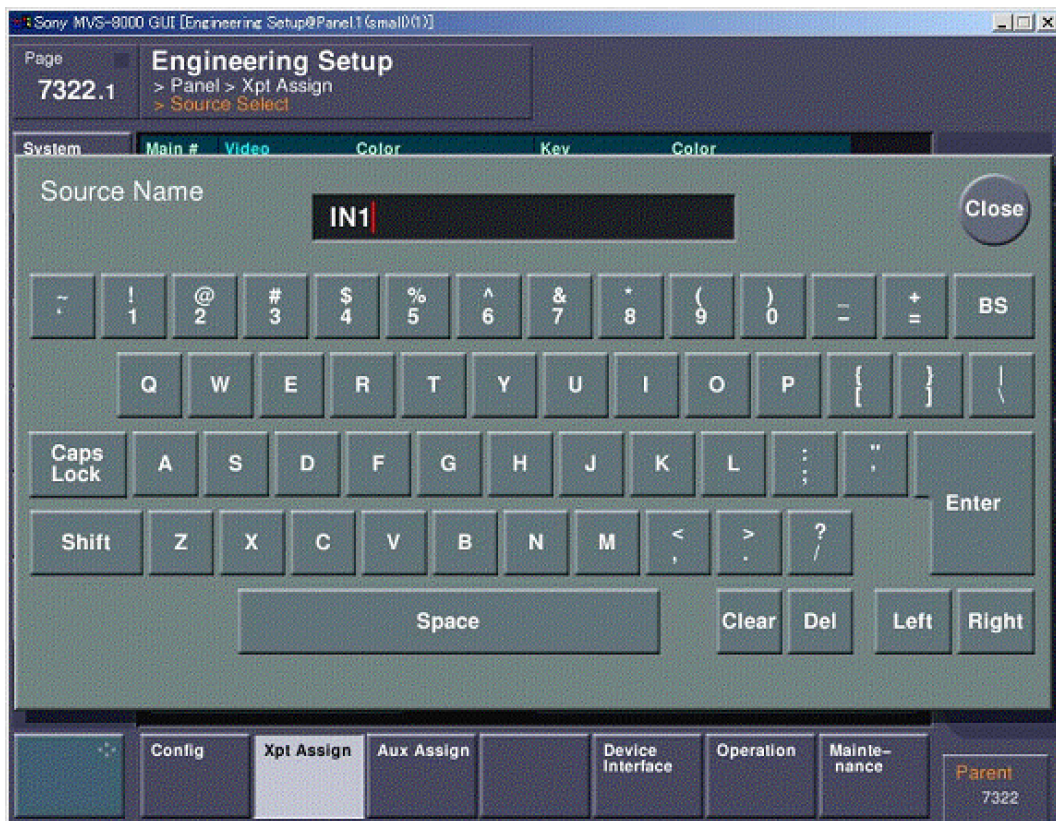 Sony MVS-8000 GUI [Engineering Setup@Panel.1(small)(1)]
Page
7322.1
Engineering Setup
> Panel > Xpt Assign
> Source Select
System
Main # Video Color Key Color
Source Name
IN1
Close
~ ! @ # $ % ^ & * ( ) _ +
` 1 2 3 4 5 6 7 8 9 0 - = BS
Q W E R T Y U I O P { } |
[ ] \
Caps
Lock
A S D F G H J K L : "
; '
Enter
Shift Z X C V B N M < > ?
, . /
Space Clear Del Left Right
Config Xpt Assign Aux Assign Device
Interface
Operation Mainte-
nance
Parent
7322